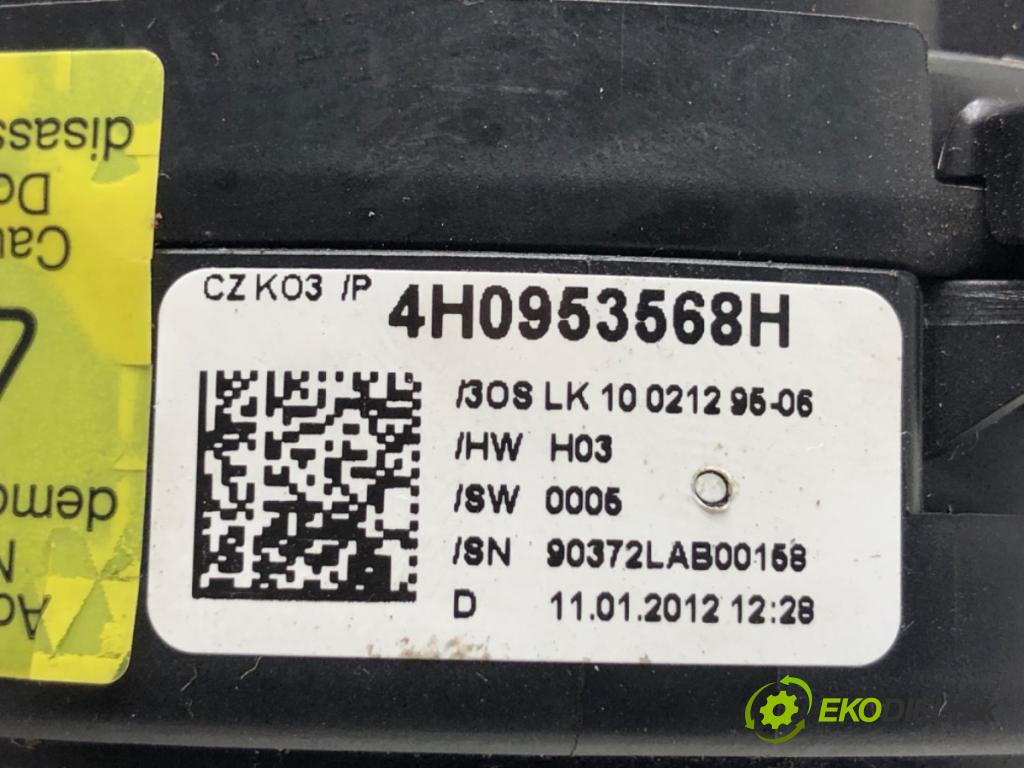 CZ K03 /P 4H0953568H
/3OS LK 10 0212 95-06
/HW H03
/SW 0005
/SN 90372LAB00158
D 11.01.2012 12:28
disass
Do
Cau
demo
N
Ac